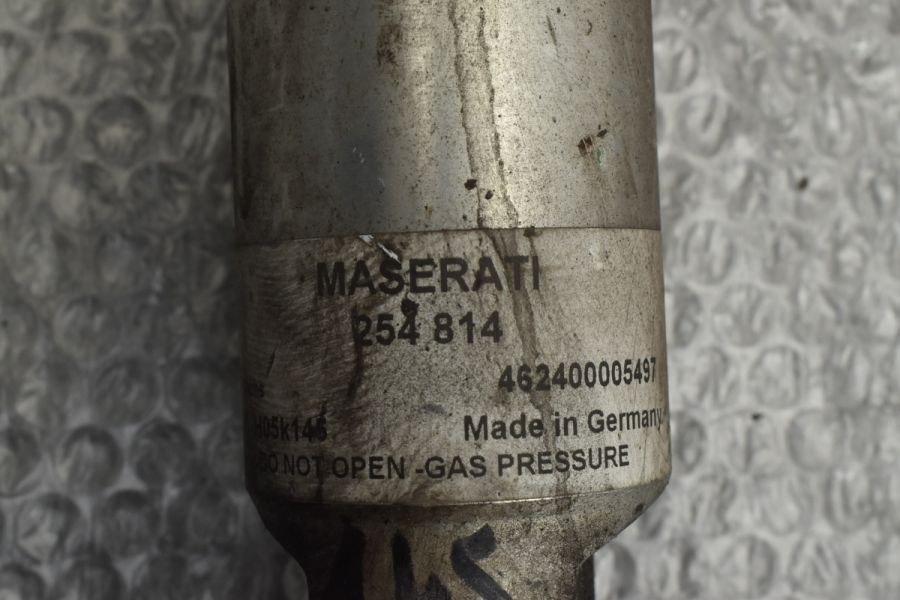 MASERATI
254 814
462400005497
Made in Germany
DO NOT OPEN -GAS PRESSURE